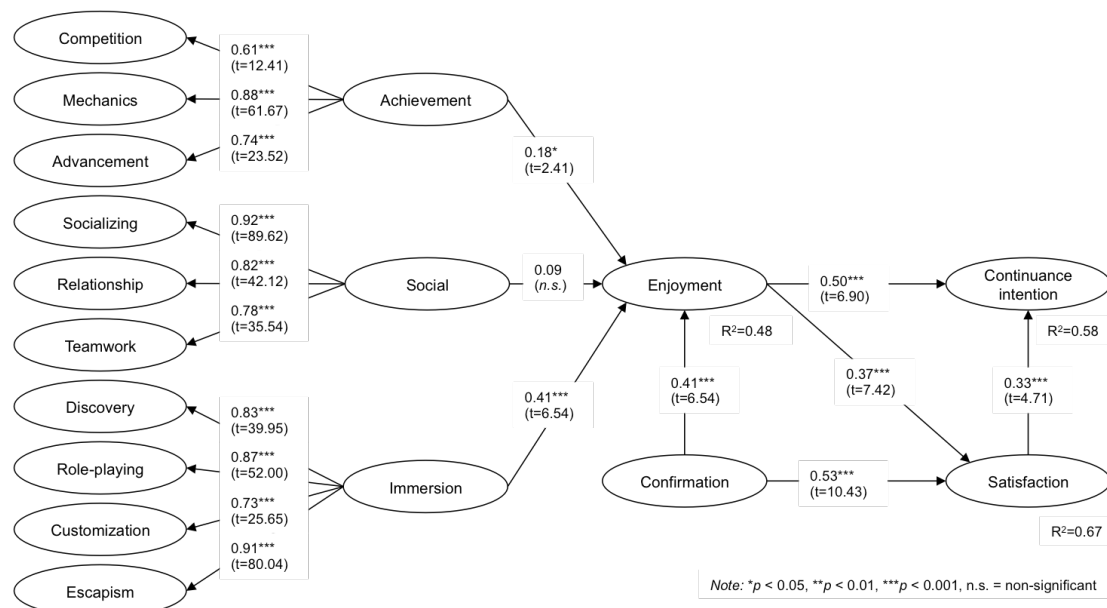 Competition
Mechanics
Advancement
0.61***
(t=12.41)
0.88***
(t=61.67)
0.74***
(t=23.52)
Achievement
0.18*
(t=2.41)
Socializing
Relationship
Teamwork
0.92***
(t=89.62)
0.82***
(t=42.12)
0.78***
(t=35.54)
Social
0.09
(n.s.)
Enjoyment
R²=0.48
0.50***
(t=6.90)
Continuance
intention
R²=0.58
Discovery
Role-playing
Customization
Escapism
0.83***
(t=39.95)
0.87***
(t=52.00)
0.73***
(t=25.65)
0.91***
(t=80.04)
Immersion
0.41***
(t=6.54)
0.41***
(t=6.54)
0.37***
(t=7.42)
0.33***
(t=4.71)
Confirmation
0.53***
(t=10.43)
Satisfaction
R²=0.67
Note: *p < 0.05, **p < 0.01, ***p < 0.001, n.s. = non-significant